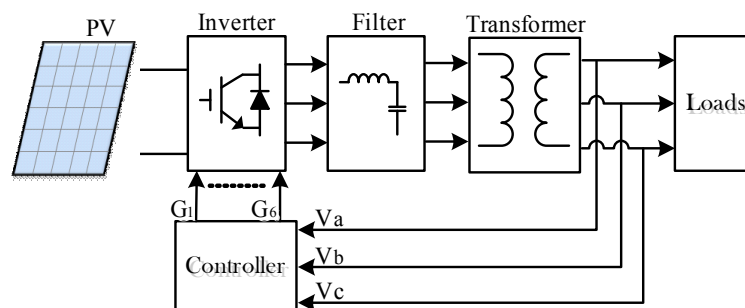 PV
Inverter
Filter
Transformer
Loads
G1
G6
Va
Vb
Vc
Controller